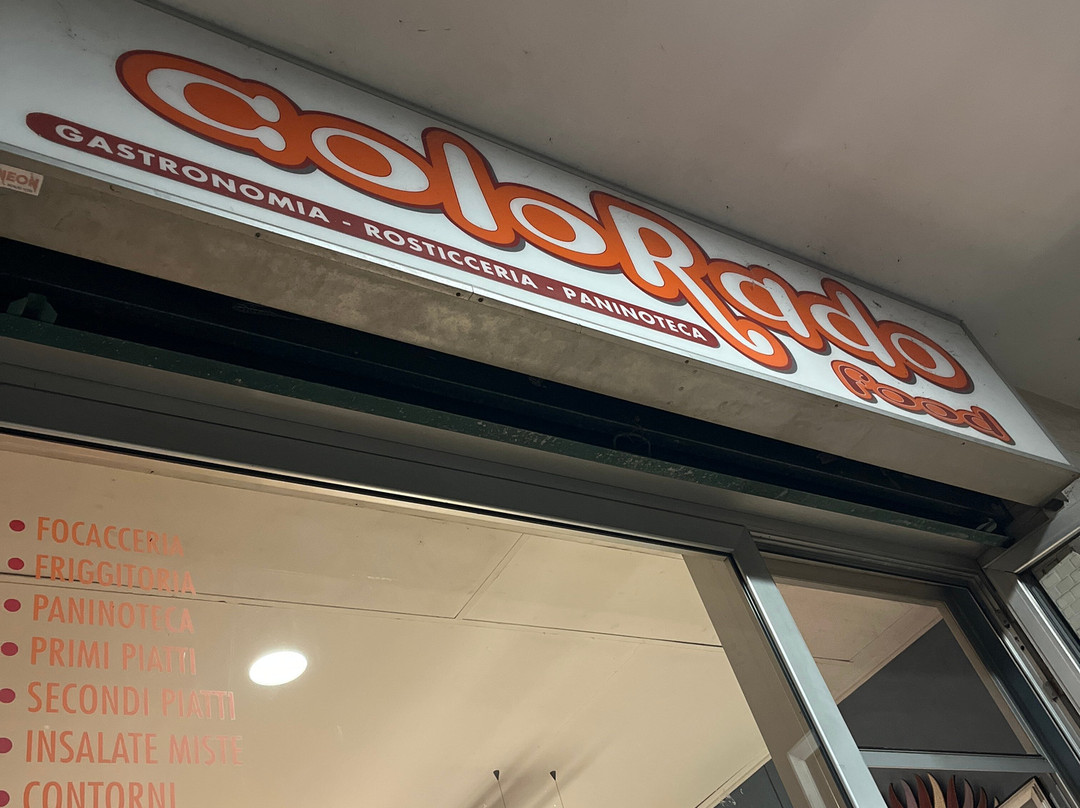 coloRado
food
GASTRONOMIA - ROSTICCERIA - PANINOTECA
NEON
FOCACCERIA
FRIGGITORIA
PANINOTECA
PRIMI PIATTI
SECONDI PIATTI
INSALATE MISTE
CONTORNI